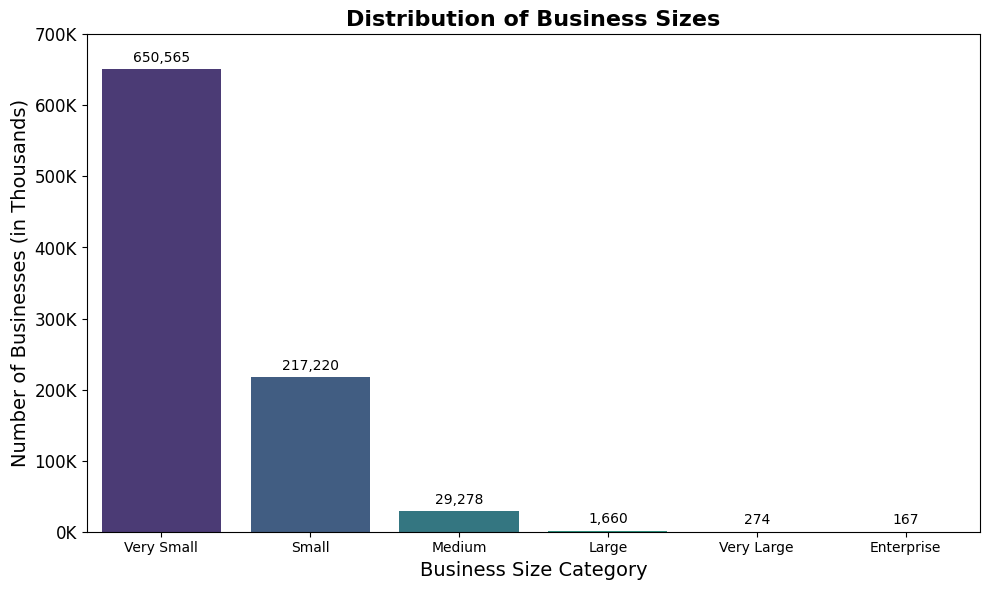 Distribution of Business Sizes
Number of Businesses (in Thousands)
700K
600K
500K
400K
300K
200K
100K
0K
650,565
217,220
29,278
1,660
274
167
Very Small
Small
Medium
Large
Very Large
Enterprise
Business Size Category